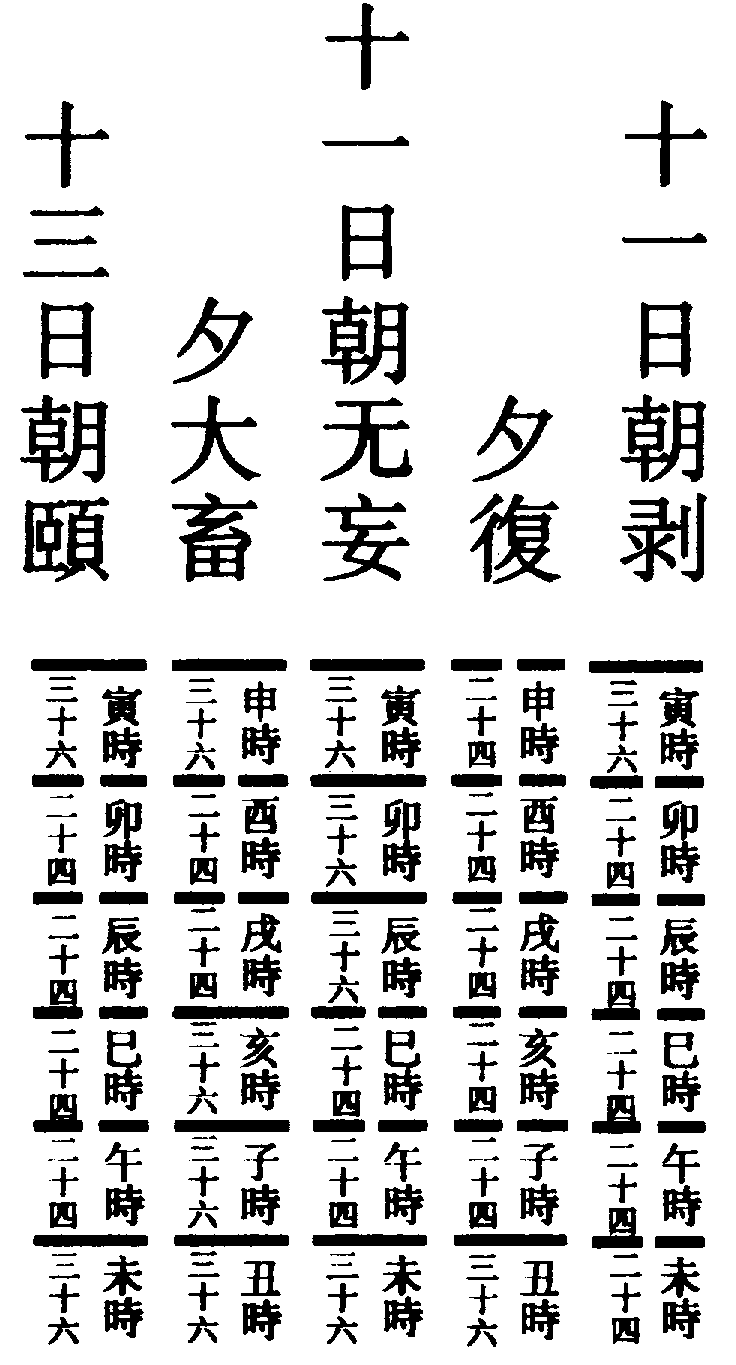 十一日朝剥
寅時
三十六
卯時
二十四
辰時
二十四
巳時
二十四
午時
二十四
未時
二十四
夕復
申時
二十四
酉時
二十四
戌時
二十四
亥時
二十四
子時
二十四
丑時
三十六
十一日朝无妄
寅時
三十六
卯時
三十六
辰時
三十六
巳時
二十四
午時
二十四
未時
三十六
夕大畜
申時
三十六
酉時
二十四
戌時
二十四
亥時
三十六
子時
三十六
丑時
三十六
十三日朝頤
寅時
三十六
卯時
二十四
辰時
二十四
巳時
二十四
午時
二十四
未時
三十六